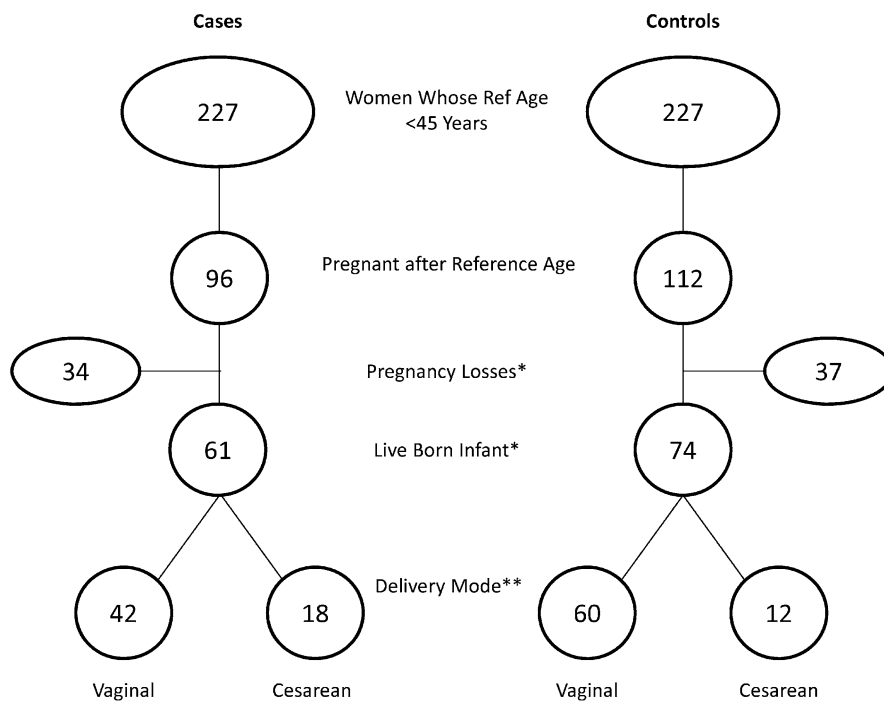 Cases
Controls
227
Women Whose Ref Age
<45 Years
227
96
Pregnant after Reference Age
112
34
Pregnancy Losses*
37
61
Live Born Infant*
74
42
18
Delivery Mode**
60
12
Vaginal
Cesarean
Vaginal
Cesarean